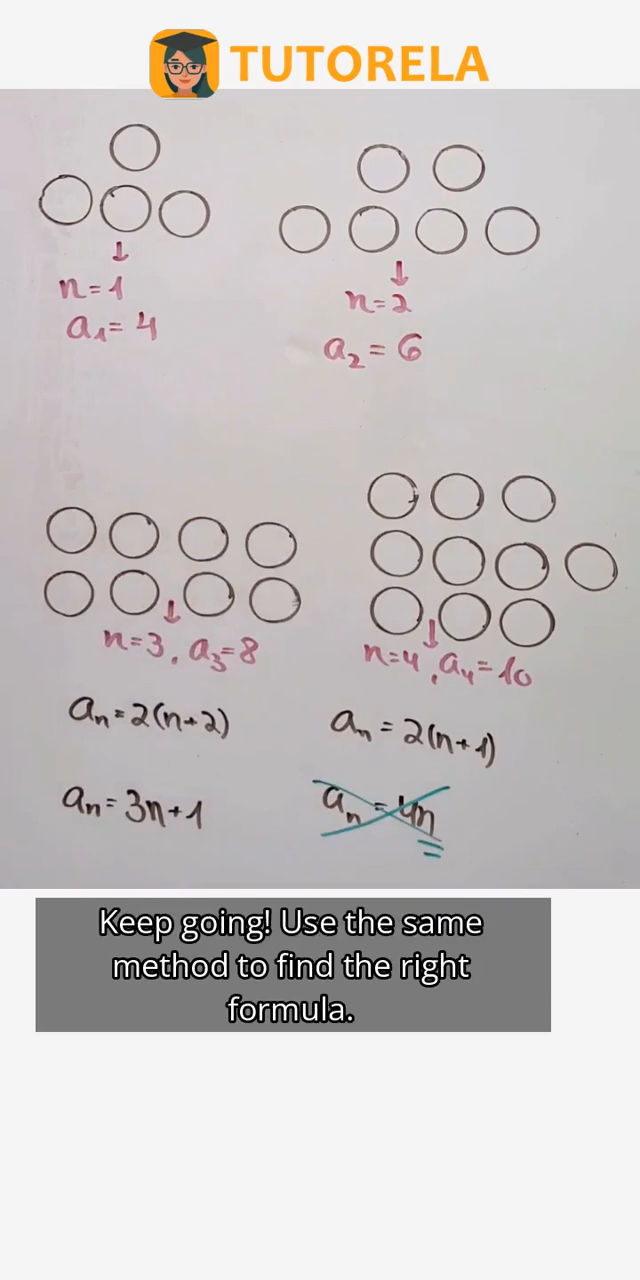 TUTORELA
n=1
a₁=4
n=2
a₂=6
n=3, a₃=8
n=4, a₄=10
aₙ=2(n+2)
aₙ=2(n+1)
aₙ=3n+1
aₙ=4n
Keep going! Use the same
method to find the right
formula.